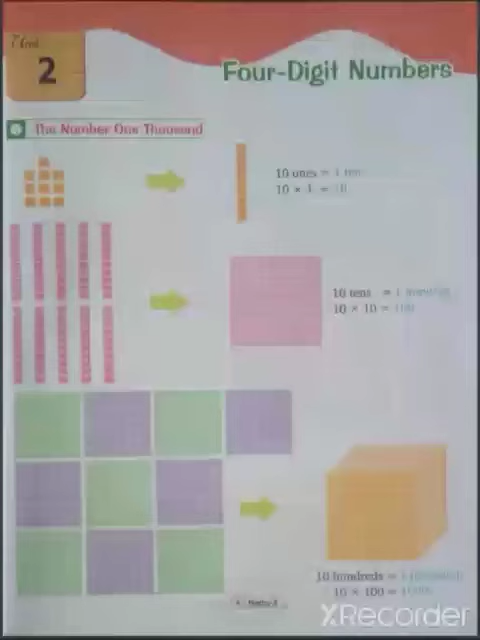 Unit
2
Four-Digit Numbers
The Number One Thousand
10 ones = 1 ten
10 × 1 = 10
10 tens = 1 hundred
10 × 10 = 100
10 hundreds =
10 × 100 =
XRecorder